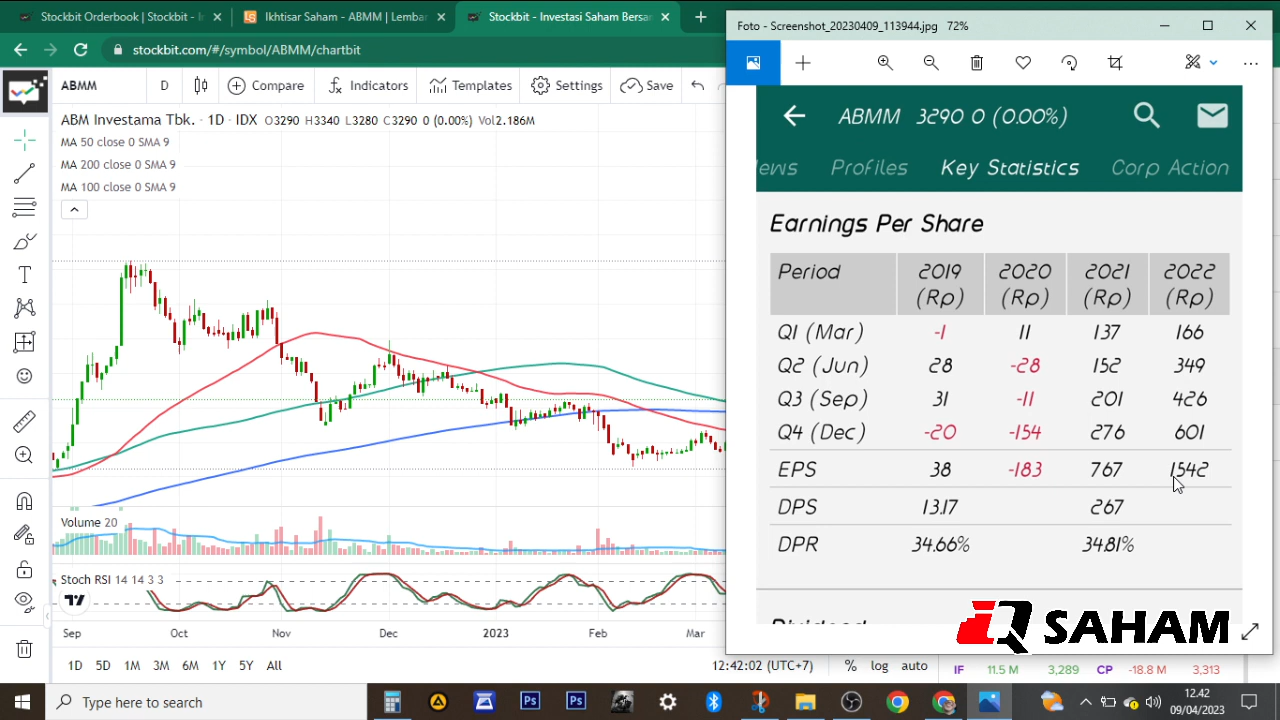 Stockbit Orderbook | Stockbit - In
Ikhtisar Saham - ABMM | Lembar
Stockbit - Investasi Saham Bersam
stockbit.com/#/symbol/ABMM/chartbit
ABMM D Compare Indicators Templates Settings Save
ABM Investama Tbk. · 1D · IDX O3290 H3340 L3280 C3290 0 (0.00%) Vol2.186M
MA 50 close 0 SMA 9
MA 200 close 0 SMA 9
MA 100 close 0 SMA 9
Volume 20
Stoch RSI 14 14 3 3
Sep Oct Nov Dec 2023 Feb Mar
1D 5D 1M 3M 6M 1Y 5Y All
12:42:02 (UTC+7) % log auto
Foto - Screenshot_20230409_113944.jpg 72%
ABMM 3290 0 (0.00%)
ews Profiles Key Statistics Corp Action
Earnings Per Share
Period 2019 (Rp) 2020 (Rp) 2021 (Rp) 2022 (Rp)
Q1 (Mar) -1 11 137 166
Q2 (Jun) 28 -28 152 349
Q3 (Sep) 31 -11 201 426
Q4 (Dec) -20 -154 276 601
EPS 38 -183 767 1542
DPS 13.17 267
DPR 34.66% 34.81%
Dividend
IQ SAHAM
IF 11.5 M 3,289 CP -18.8 M 3,313
Type here to search
12.42
09/04/2023